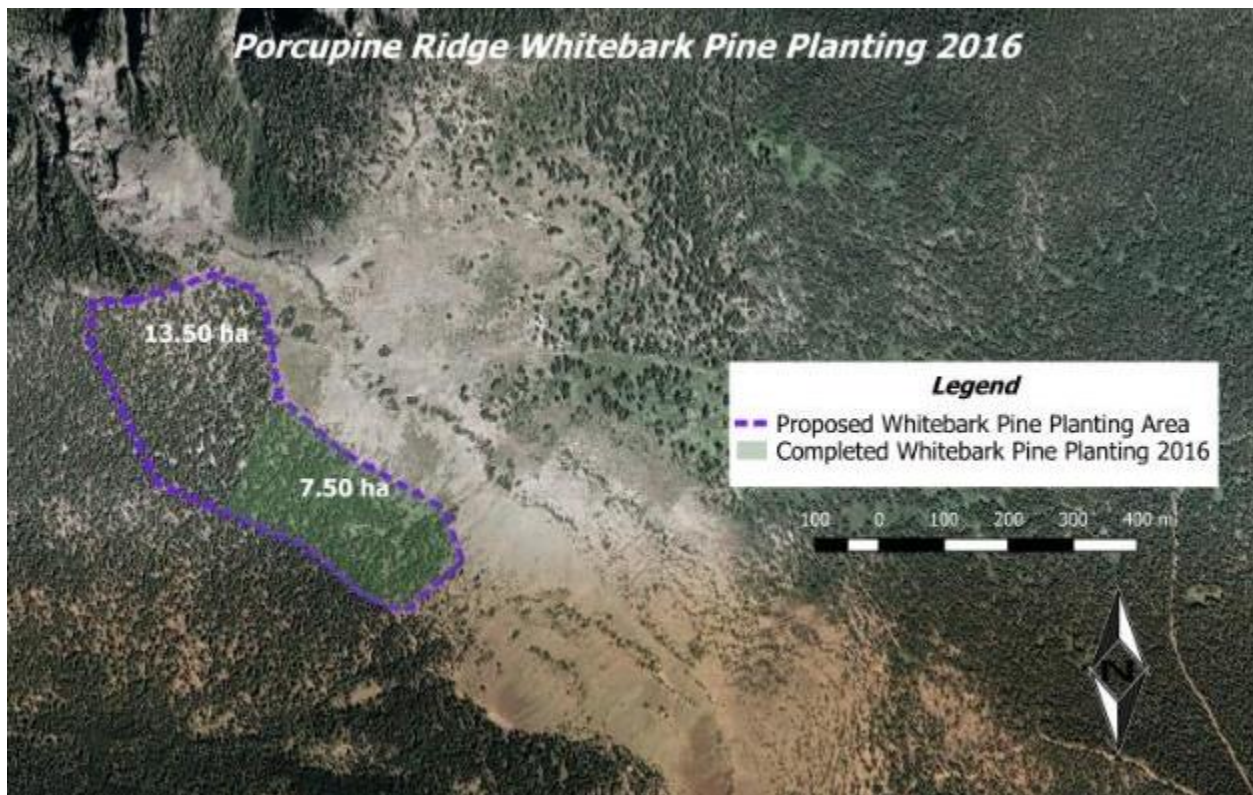 Porcupine Ridge Whitebark Pine Planting 2016
13.50 ha
Legend
Proposed Whitebark Pine Planting Area
Completed Whitebark Pine Planting 2016
7.50 ha
100 0 100 200 300 400 m
N